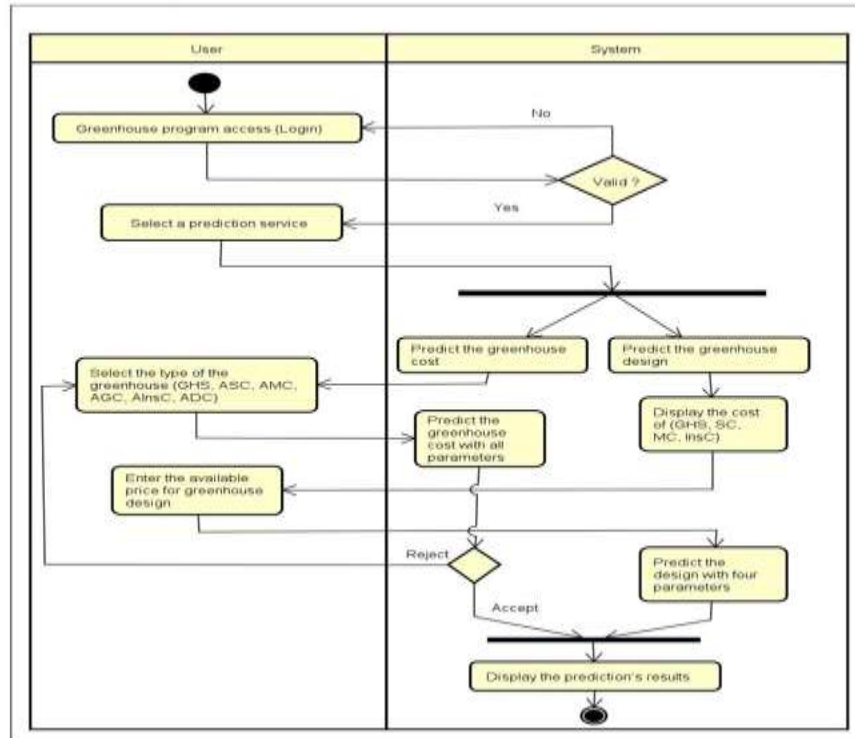 User
System
Greenhouse program access (Login)
No
Valid ?
Yes
Select a prediction service
Predict the greenhouse
cost
Predict the greenhouse
design
Select the type of the
greenhouse (GHS, ASC, AMC,
AGC, AInsC, ADC)
Predict the
greenhouse
cost with all
parameters
Display the cost
of (GHS, SC,
MC, InsC)
Enter the available
price for greenhouse
design
Reject
Predict the
design with four
parameters
Accept
Display the prediction's results